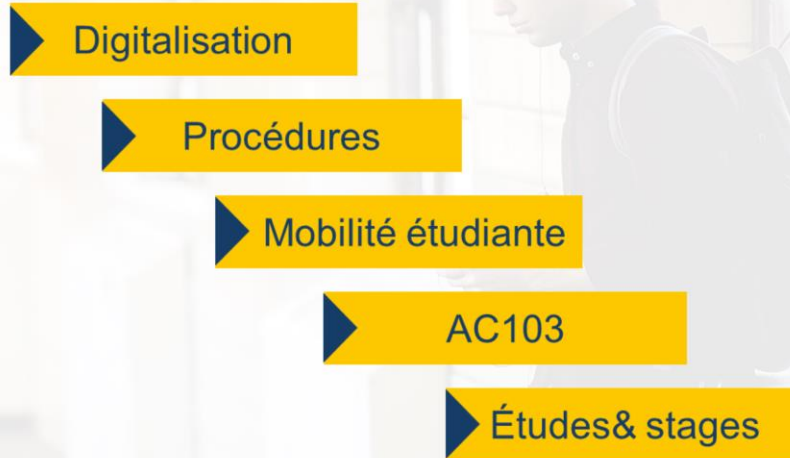 Digitalisation
Procédures
Mobilité étudiante
AC103
Études& stages